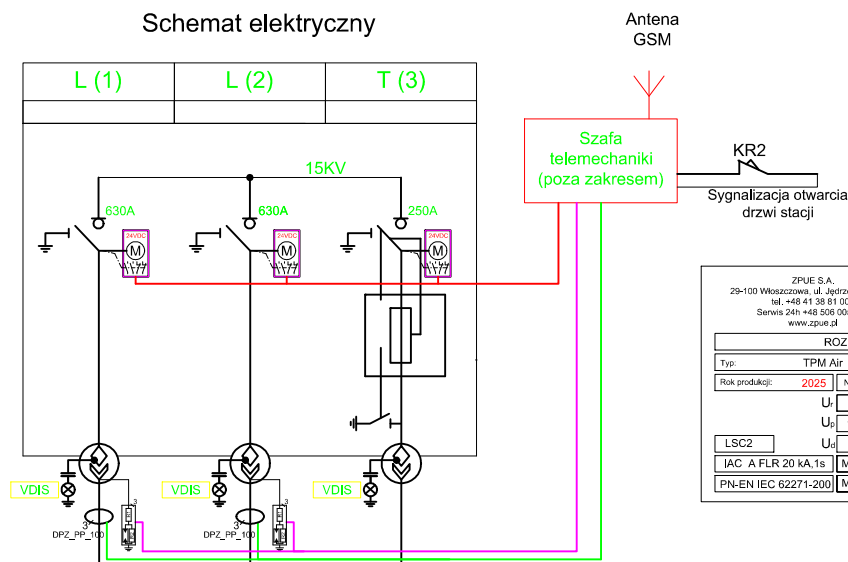 Schemat elektryczny
Antena
GSM
L (1)
L (2)
T (3)
Szafa
telemechaniki
(poza zakresem)
KR2
Sygnalizacja otwarcia
drzwi stacji
15KV
630A
630A
250A
24VDC
M
24VDC
M
24VDC
M
ZPUE S.A.
29-100 Włoszczowa, ul. Jędrze
tel. +48 41 38 81 00
Serwis 24h +48 506 00
www.zpue.pl
ROZ
Typ:
TPM Air
Rok produkcji:
2025
N
Ur
Up
LSC2
Ud
IAC A FLR 20 kA,1s
M
PN-EN IEC 62271-200
M
VDIS
VDIS
VDIS
3
3
3
DPZ_PP_100
3
DPZ_PP_100